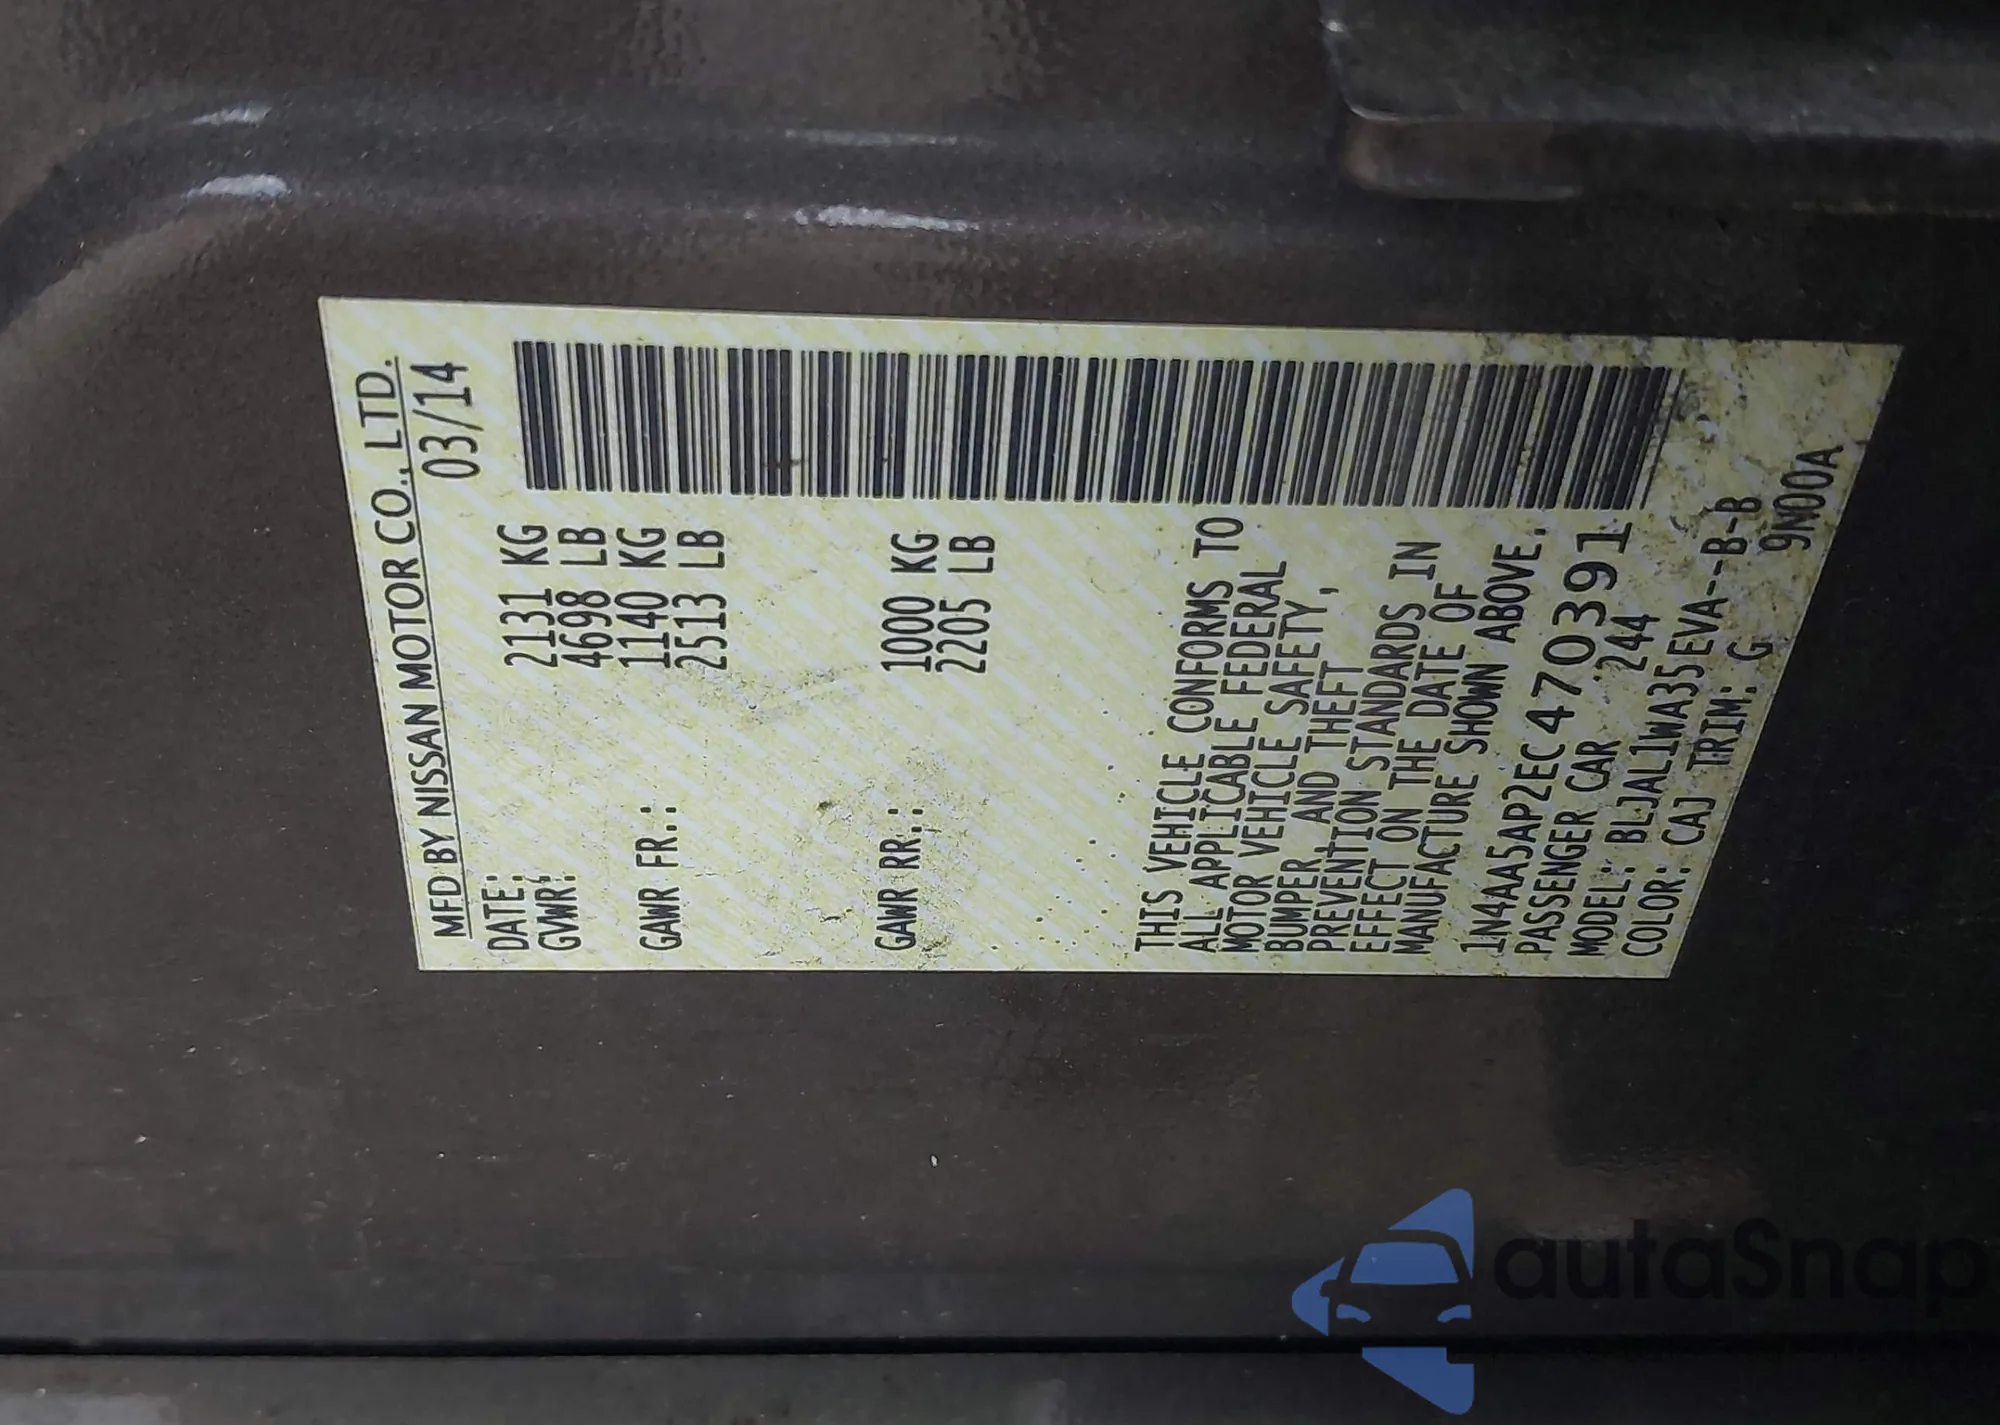 MFD BY NISSAN MOTOR CO., LTD.
DATE: 03/14
GVWR: 2131 KG
4698 LB
GAWR FR.: 1140 KG
2513 LB
GAWR RR.: 1000 KG
2205 LB
THIS VEHICLE CONFORMS TO
ALL APPLICABLE FEDERAL
MOTOR VEHICLE SAFETY,
BUMPER, AND THEFT
PREVENTION STANDARDS IN
EFFECT ON THE DATE OF
MANUFACTURE SHOWN ABOVE.
1N4AA5AP2EC470391
PASSENGER CAR 244
MODEL: BLJAL1WA35EVA--B-B
COLOR: CAJ TRIM: G 9N00A
autaSnap